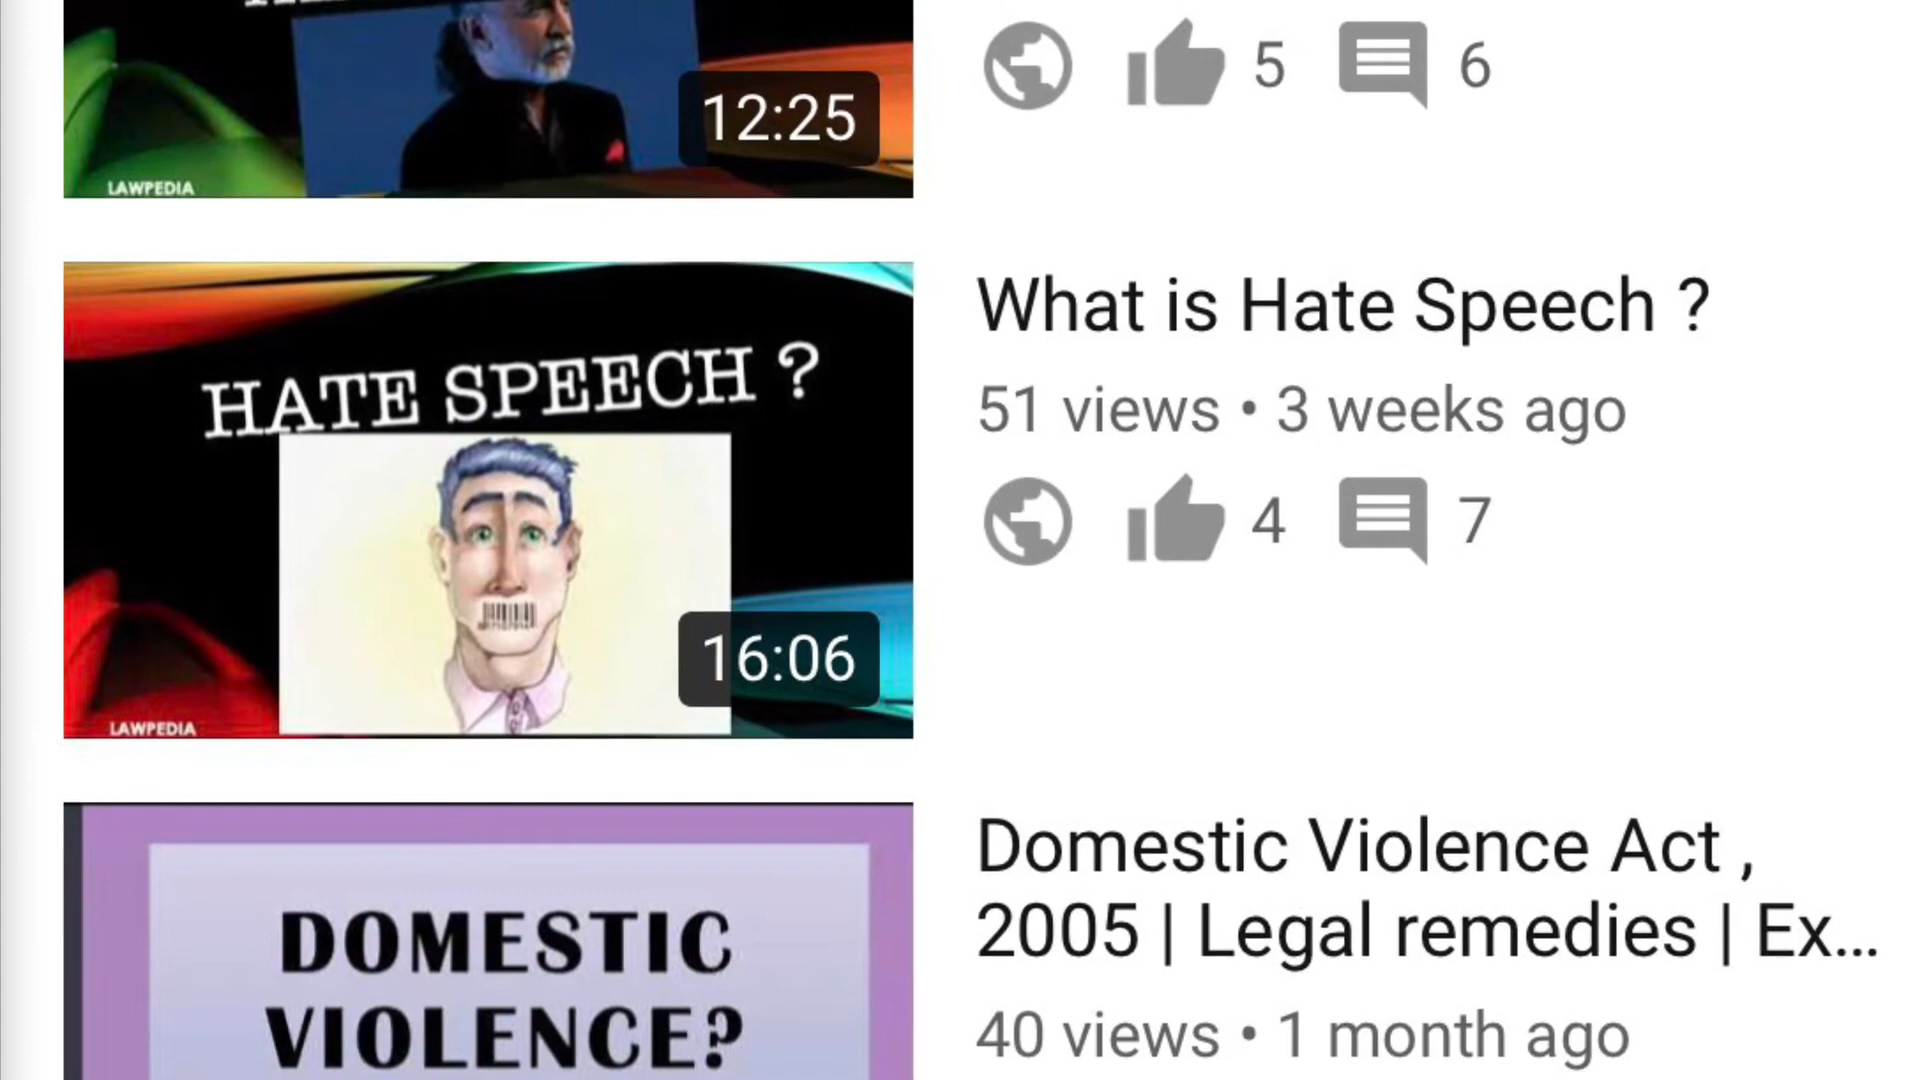 12:25
5
6
LAWPEDIA
HATE SPEECH ?
16:06
LAWPEDIA
What is Hate Speech ?
51 views • 3 weeks ago
4
7
DOMESTIC
VIOLENCE?
Domestic Violence Act ,
2005 | Legal remedies | Ex...
40 views • 1 month ago